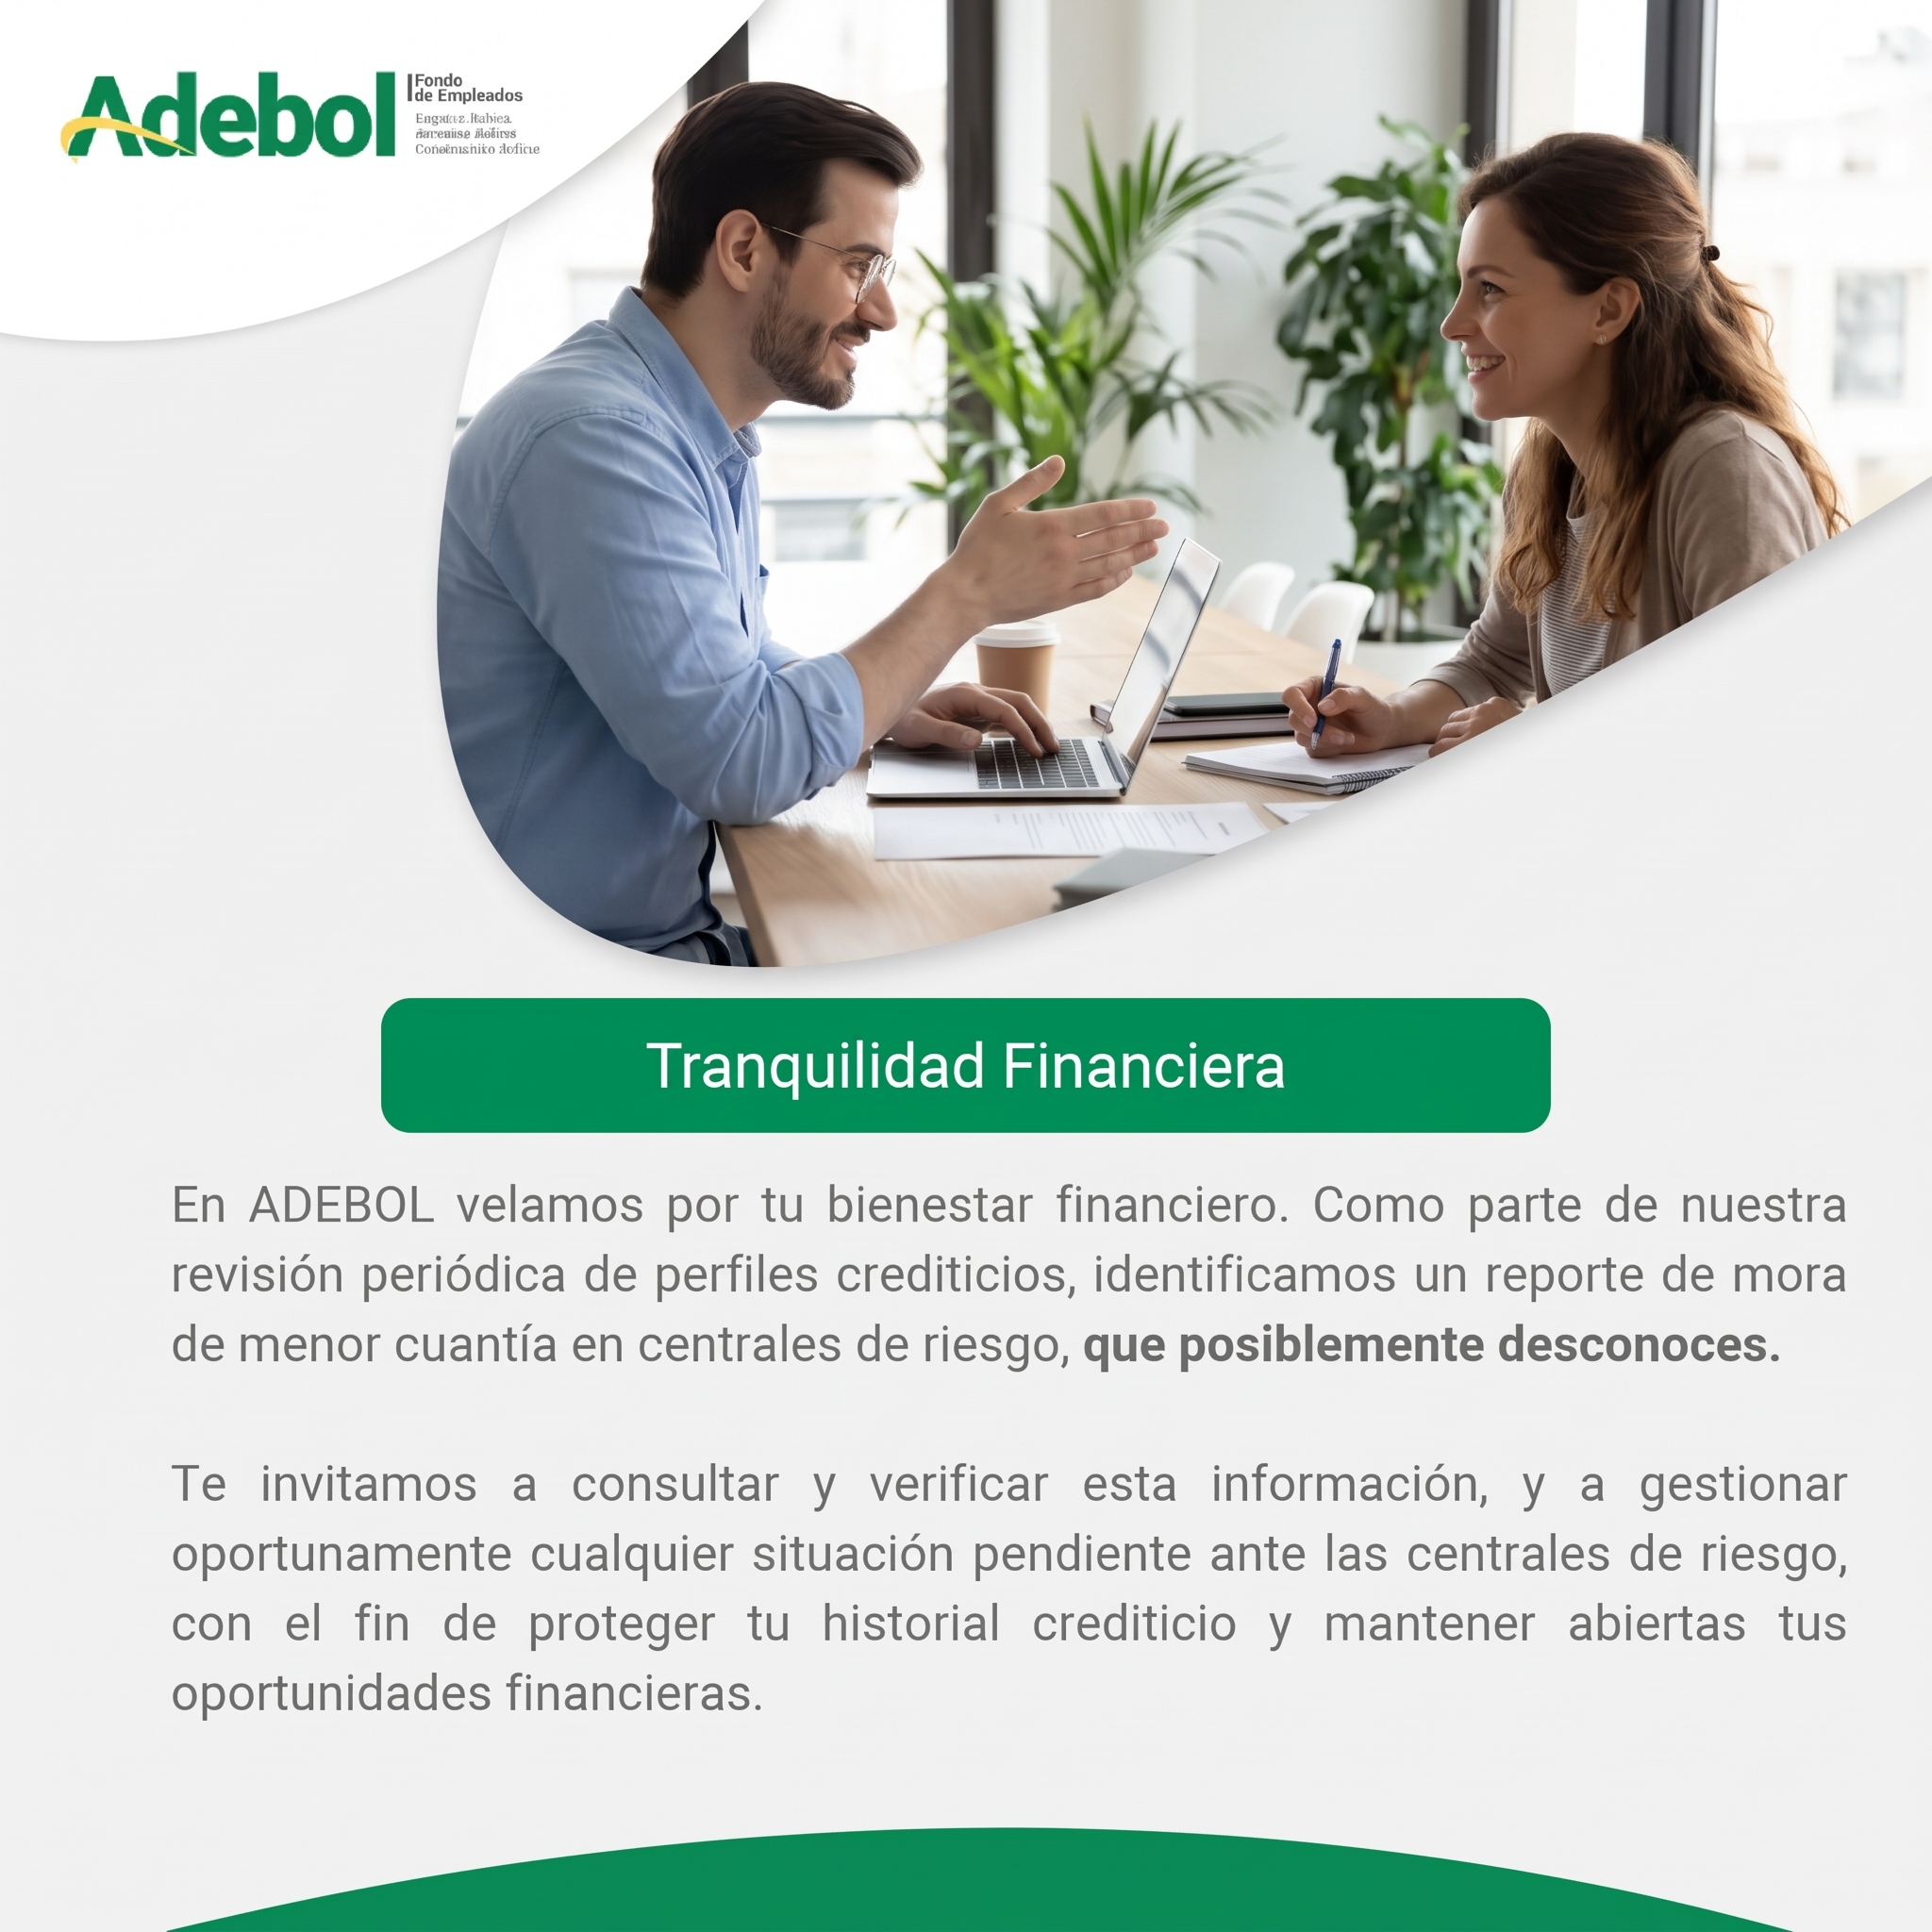 Adebol
Fondo
de Empleados
Tranquilidad Financiera
En ADEBOL velamos por tu bienestar financiero. Como parte de nuestra
revisión periódica de perfiles crediticios, identificamos un reporte de mora
de menor cuantía en centrales de riesgo, que posiblemente desconoces.
Te invitamos a consultar y verificar esta información, y a gestionar
oportunamente cualquier situación pendiente ante las centrales de riesgo,
con el fin de proteger tu historial crediticio y mantener abiertas tus
oportunidades financieras.